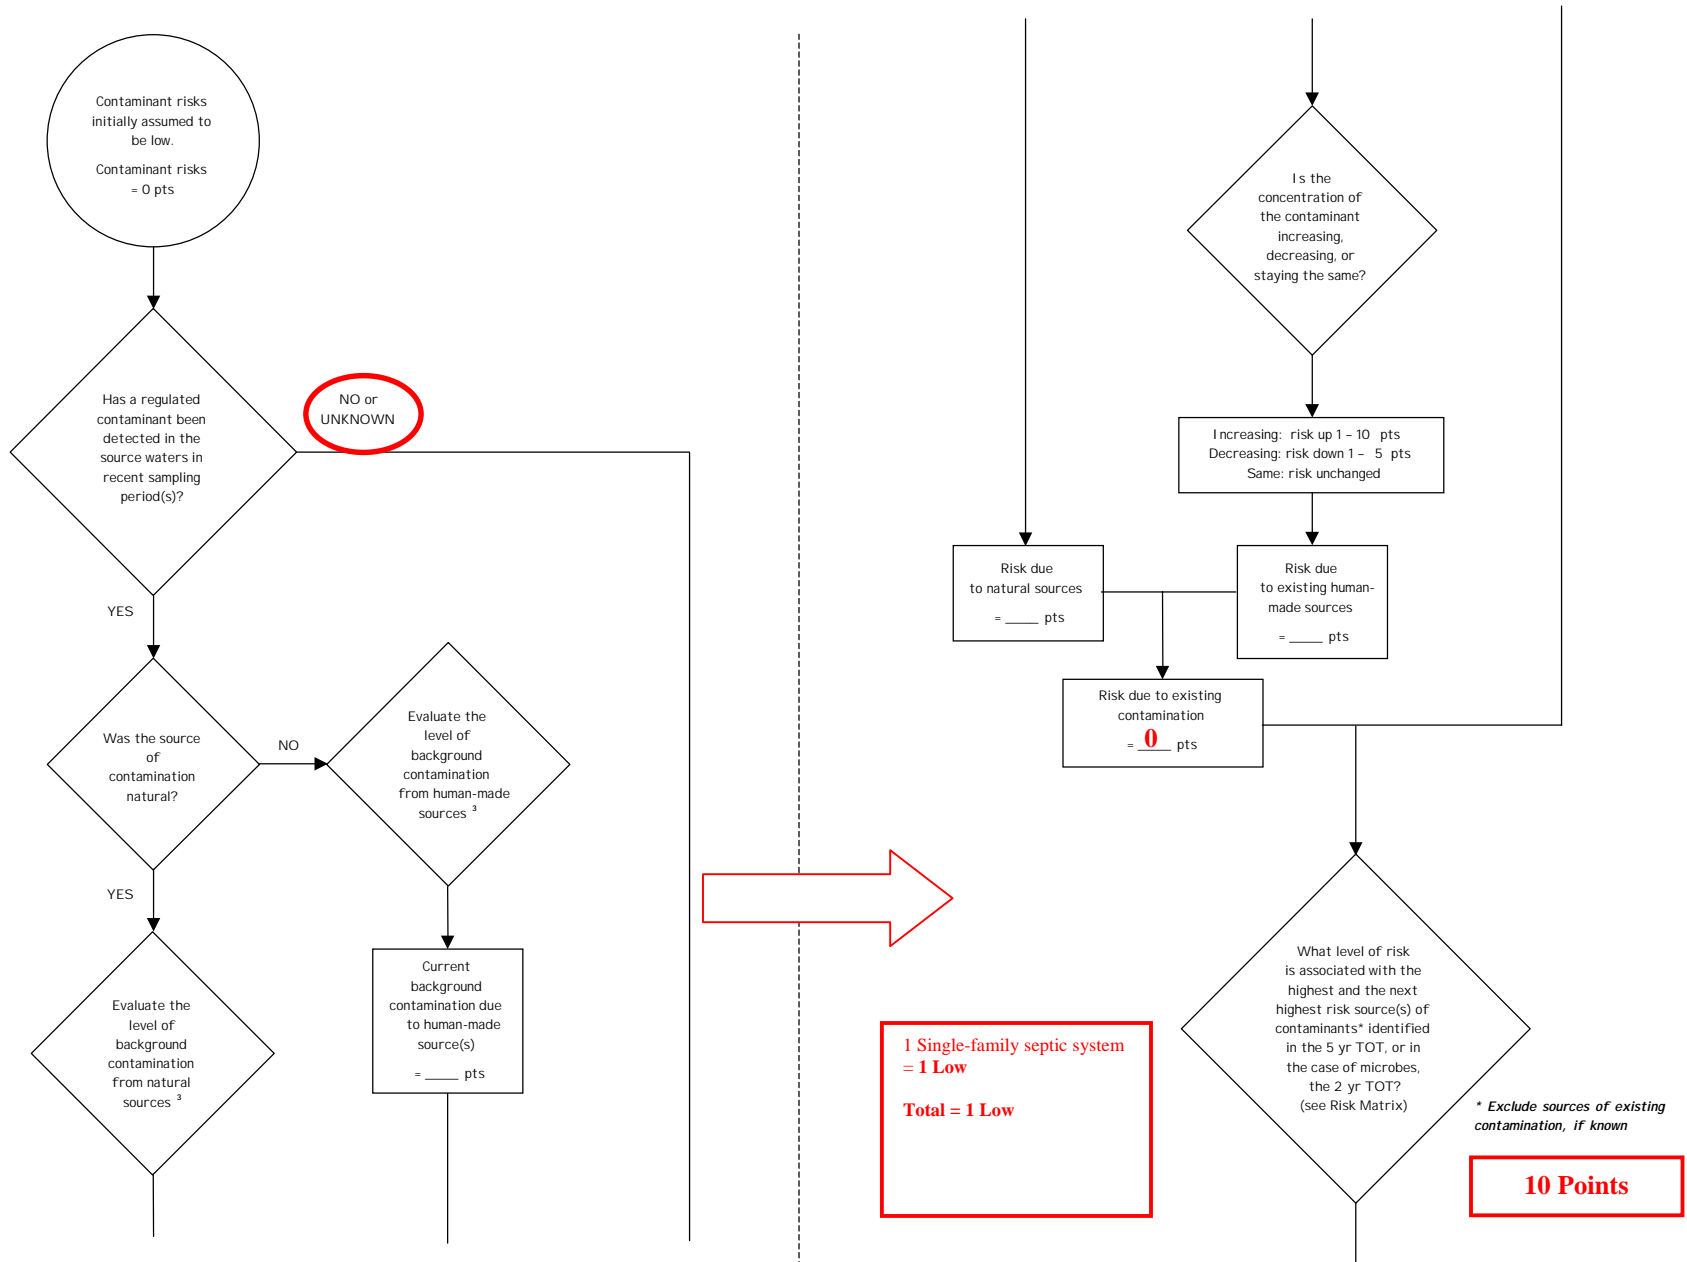 Contaminant risks
initially assumed to
be low.
Contaminant risks
= 0 pts
Has a regulated
contaminant been
detected in the
source waters in
recent sampling
period(s)?
NO or
UNKNOWN
YES
Was the source
of
contamination
natural?
NO
Evaluate the
level of
background
contamination
from human-made
sources ³
YES
Evaluate the
level of
background
contamination
from natural
sources ³
Current
background
contamination due
to human-made
source(s)
= _____ pts
Is the
concentration of
the contaminant
increasing,
decreasing, or
staying the same?
Increasing: risk up 1 – 10 pts
Decreasing: risk down 1 – 5 pts
Same: risk unchanged
Risk due
to natural sources
= _____ pts
Risk due
to existing human-
made sources
= _____ pts
Risk due to existing
contamination
= 0 pts
What level of risk
is associated with the
highest and the next
highest risk source(s) of
contaminants* identified
in the 5 yr TOT, or in
the case of microbes,
the 2 yr TOT?
(see Risk Matrix)
1 Single-family septic system
= 1 Low
Total = 1 Low
* Exclude sources of existing
contamination, if known
10 Points